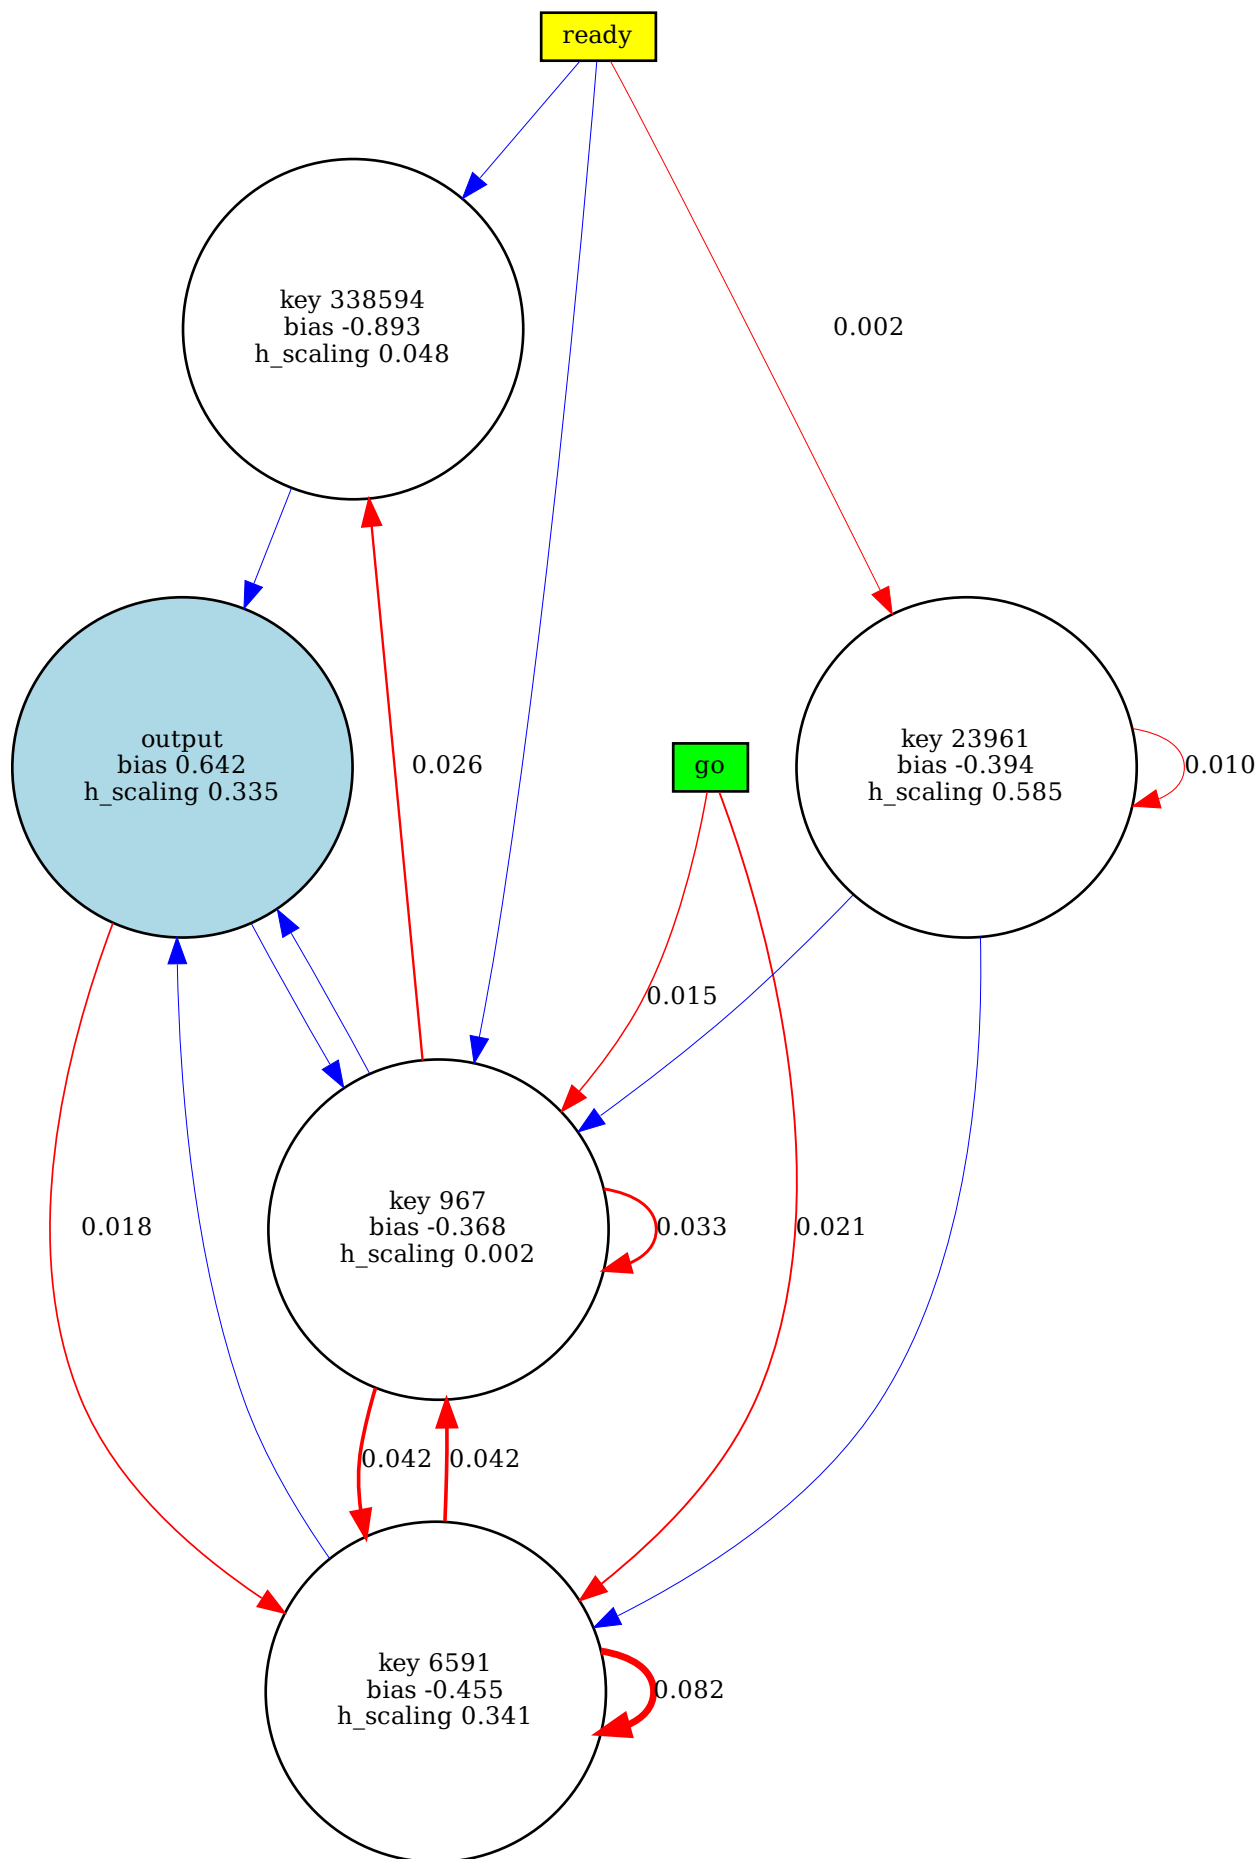 ready
key 338594
bias -0.893
h_scaling 0.048
0.002
output
bias 0.642
h_scaling 0.335
0.026
go
key 23961
bias -0.394
h_scaling 0.585
0.010
0.015
0.018
key 967
bias -0.368
h_scaling 0.002
0.033
0.021
0.042
0.042
key 6591
bias -0.455
h_scaling 0.341
0.082